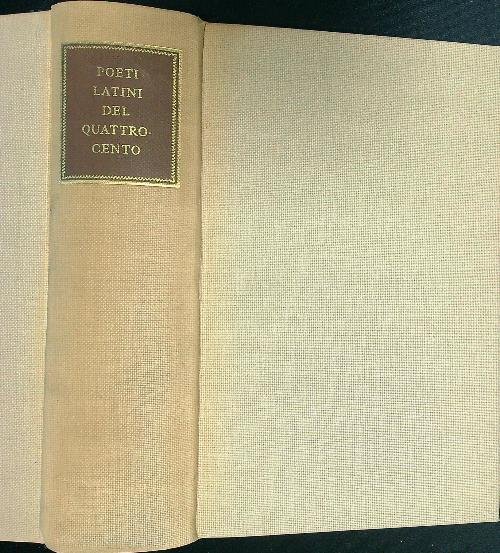 POETI
LATINI
DEL
QUATTRO-
CENTO